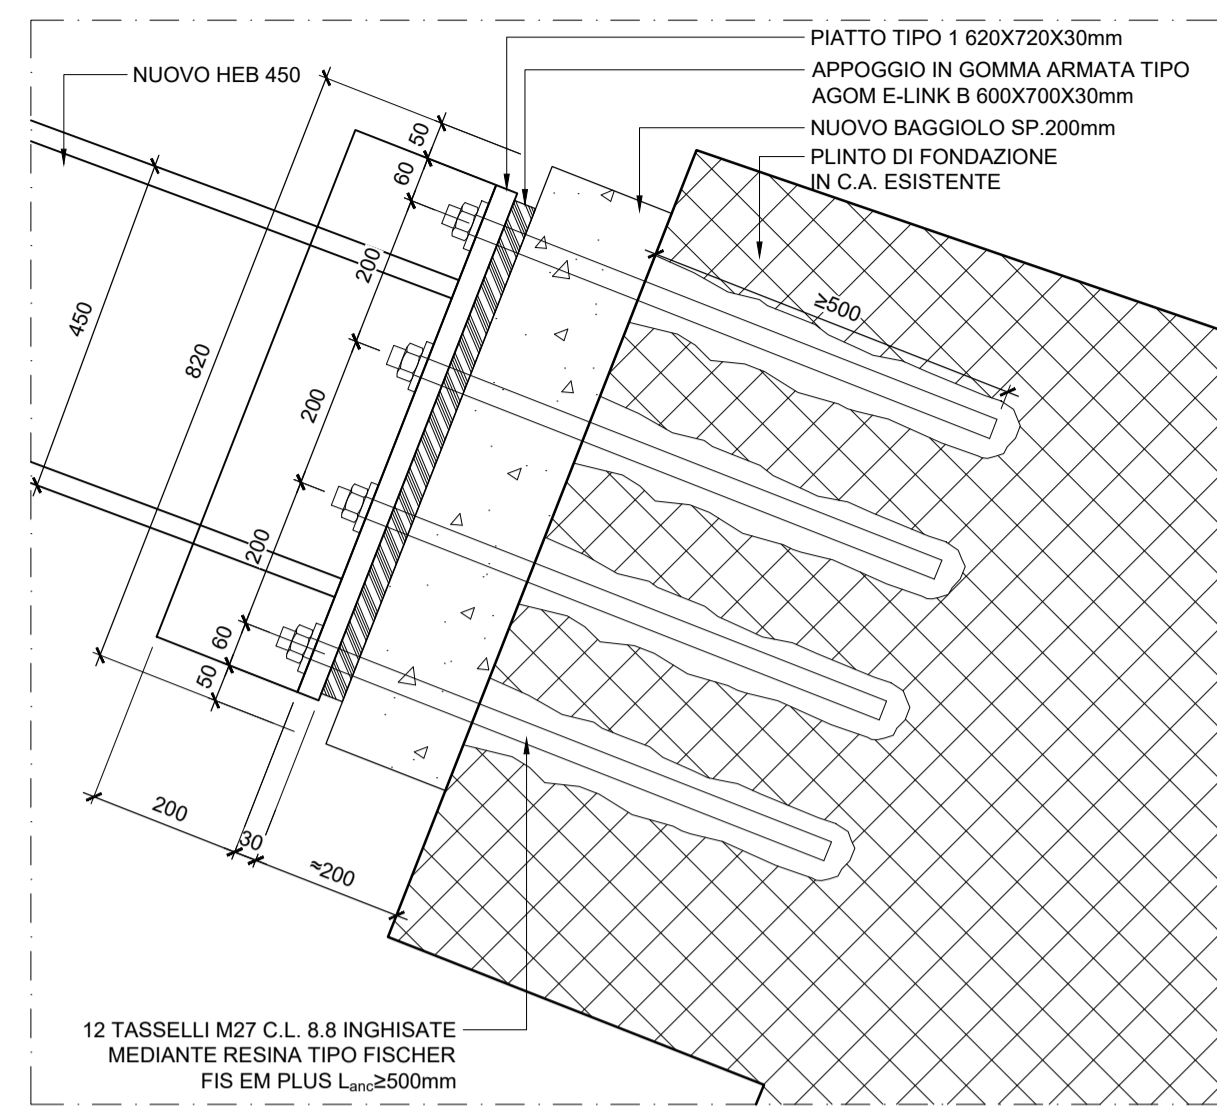 PIATTO TIPO 1 620X720X30mm
NUOVO HEB 450
APPOGGIO IN GOMMA ARMATA TIPO
AGOM E-LINK B 600X700X30mm
NUOVO BAGGIOLO SP.200mm
PLINTO DI FONDAZIONE
IN C.A. ESISTENTE
50
60
200
≥500
450
820
200
200
60
50
200
30
≈200
12 TASSELLI M27 C.L. 8.8 INGHISATE
MEDIANTE RESINA TIPO FISCHER
FIS EM PLUS Lanc≥500mm